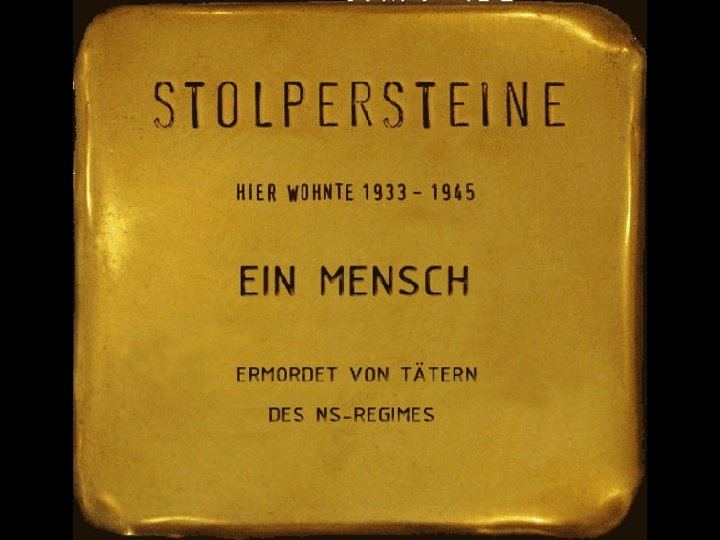 STOLPERSTEINE
HIER WOHNTE 1933 - 1945
EIN MENSCH
ERMORDET VON TÄTERN
DES NS-REGIMES